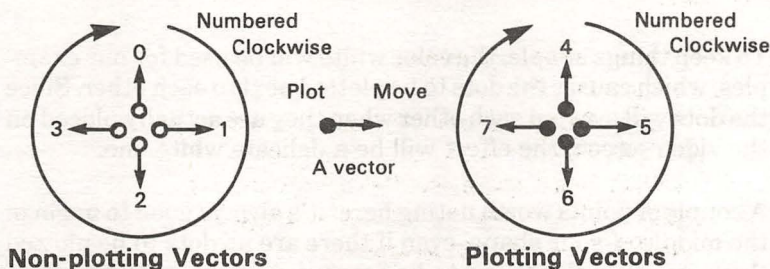 Numbered
Clockwise
0
3
1
2
Non-plotting Vectors
Plot Move
A vector
Numbered
Clockwise
4
7
5
6
Plotting Vectors